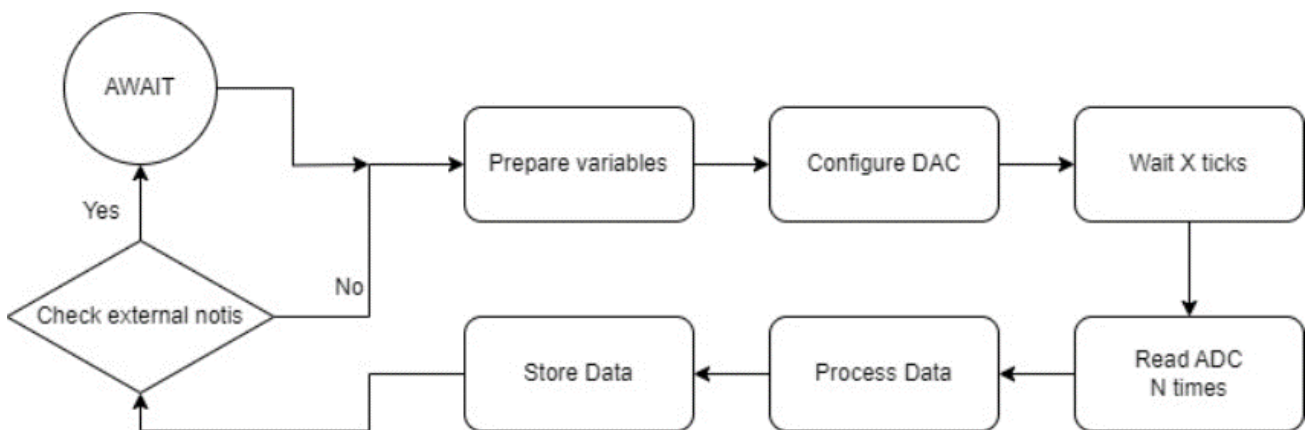 AWAIT
Prepare variables
Configure DAC
Wait X ticks
Yes
No
Check external notis
Store Data
Process Data
Read ADC
N times